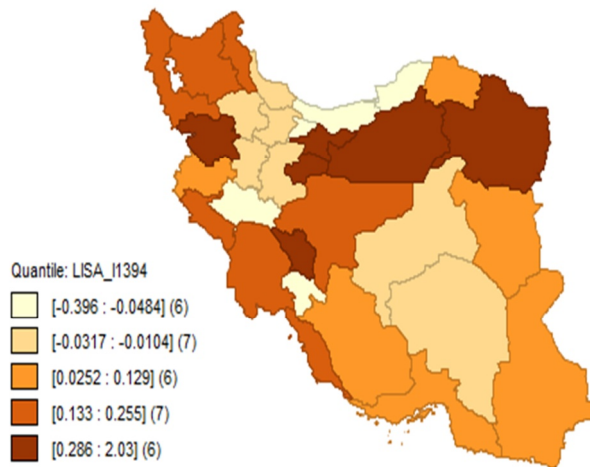 Quantile: LISA_I1394
[-0.396 : -0.0484] (6)
[-0.0317 : -0.0104] (7)
[0.0252 : 0.129] (6)
[0.133 : 0.255] (7)
[0.286 : 2.03] (6)